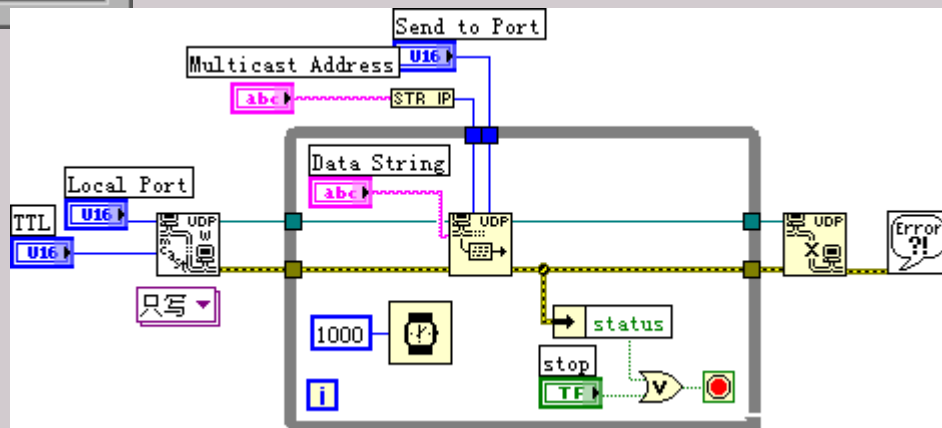 Send to Port
U16
Multicast Address
abc
STR IP
Data String
abc
Local Port
U16
TTL
U16
UDP
W
mcast
UDP
UDP
X
Error
?!
只写
1000
status
stop
TF
V
i